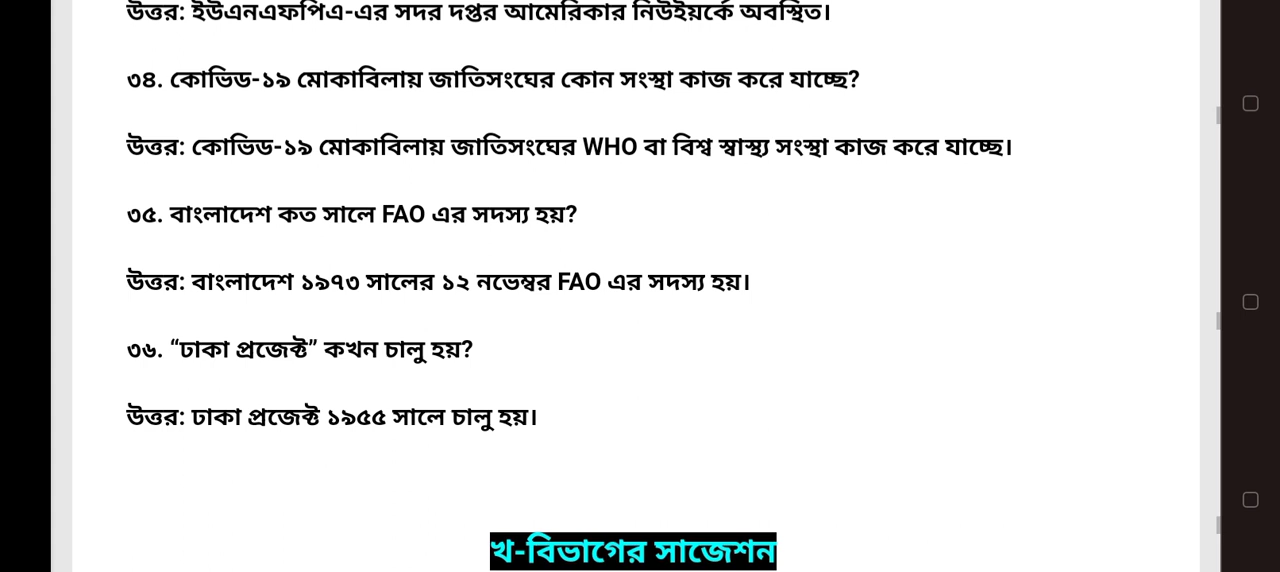 উত্তর: ইউএনএফপিএ-এর সদর দপ্তর আমেরিকার নিউইয়র্কে অবস্থিত।
৩৪. কোভিড-১৯ মোকাবিলায় জাতিসংঘের কোন সংস্থা কাজ করে যাচ্ছে?
উত্তর: কোভিড-১৯ মোকাবিলায় জাতিসংঘের WHO বা বিশ্ব স্বাস্থ্য সংস্থা কাজ করে যাচ্ছে।
৩৫. বাংলাদেশ কত সালে FAO এর সদস্য হয়?
উত্তর: বাংলাদেশ ১৯৭৩ সালের ১২ নভেম্বর FAO এর সদস্য হয়।
৩৬. “ঢাকা প্রজেক্ট” কখন চালু হয়?
উত্তর: ঢাকা প্রজেক্ট ১৯৫৫ সালে চালু হয়।
খ-বিভাগের সাজেশন